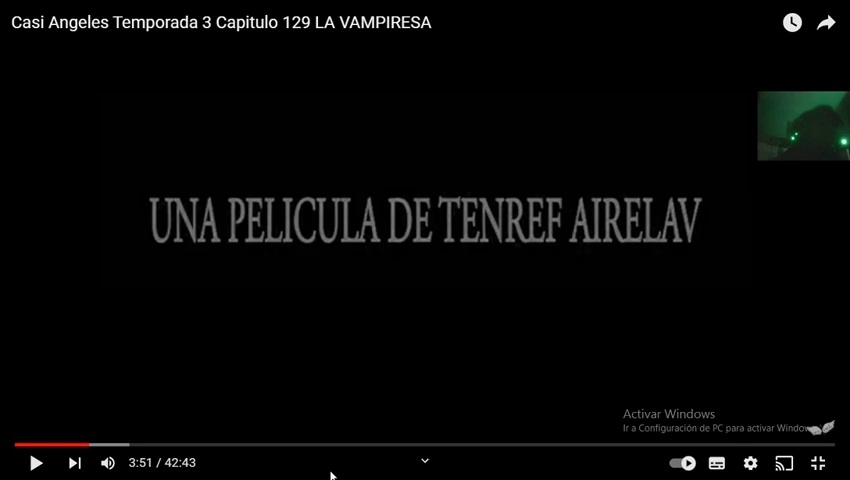 Casi Angeles Temporada 3 Capitulo 129 LA VAMPIRESA
UNA PELICULA DE TENREF AIRELAV
Activar Windows
Ir a Configuración de PC para activar Windows
3:51 / 42:43